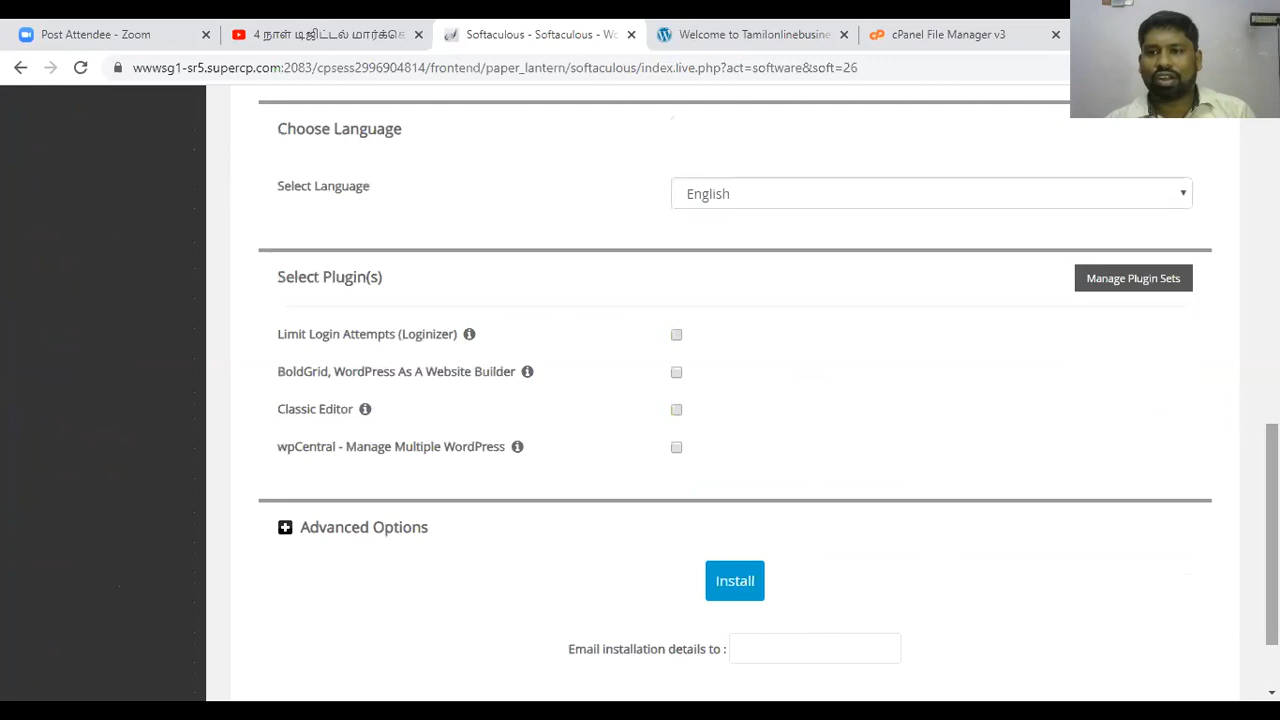 Post Attendee - Zoom
4 நாள் டிஜிட்டல் மார்க்கெ
Softaculous - Softaculous - Wo
Welcome to Tamilonlinebusine
cPanel File Manager v3
wwwsg1-sr5.supercp.com:2083/cpsess2996904814/frontend/paper_lantern/softaculous/index.live.php?act=software&soft=26
Choose Language
Select Language
English
Select Plugin(s)
Manage Plugin Sets
Limit Login Attempts (Loginizer)
BoldGrid, WordPress As A Website Builder
Classic Editor
wpCentral - Manage Multiple WordPress
Advanced Options
Install
Email installation details to :